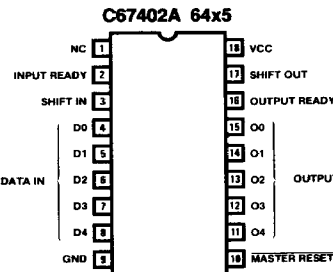 C67402A 64x5
NC 1 18 VCC
INPUT READY 2 17 SHIFT OUT
SHIFT IN 3 16 OUTPUT READY
D0 4 15 O0
D1 5 14 O1
DATA IN D2 6 13 O2 OUTPUT
D3 7 12 O3
D4 8 11 O4
GND 9 10 MASTER RESET